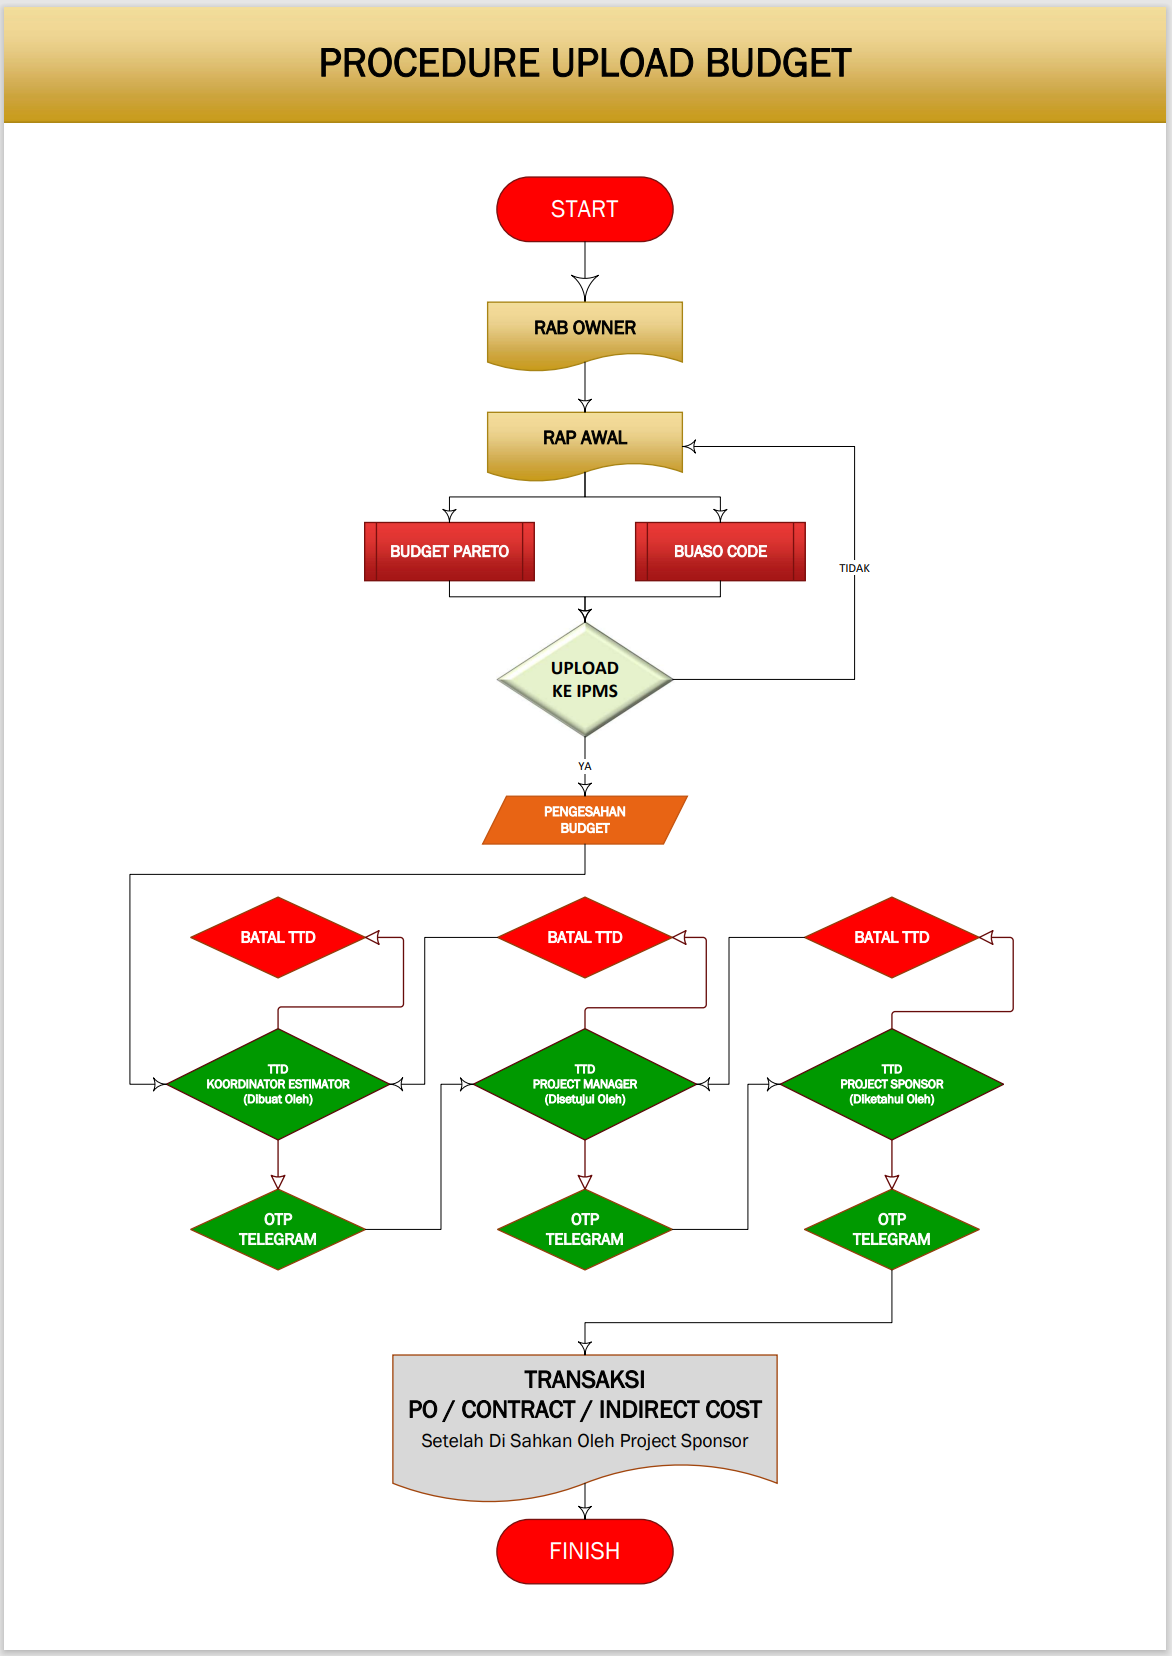 PROCEDURE UPLOAD BUDGET
START
RAB OWNER
RAP AWAL
BUDGET PARETO
BUASO CODE
TIDAK
UPLOAD
KE IPMS
YA
PENGESAHAN
BUDGET
BATAL TTD
BATAL TTD
BATAL TTD
TTD
KOORDINATOR ESTIMATOR
(Dibuat Oleh)
TTD
PROJECT MANAGER
(Disetujui Oleh)
TTD
PROJECT SPONSOR
(Diketahui Oleh)
OTP
TELEGRAM
OTP
TELEGRAM
OTP
TELEGRAM
TRANSAKSI
PO / CONTRACT / INDIRECT COST
Setelah Di Sahkan Oleh Project Sponsor
FINISH